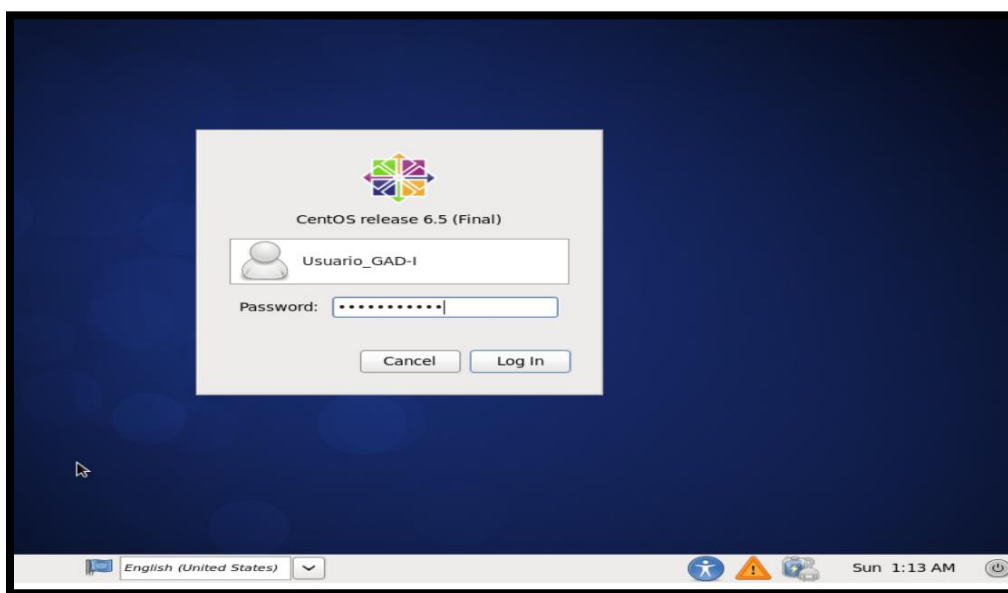 CentOS release 6.5 (Final)
Usuario_GAD-I
Password: •••••••••••
Cancel Log In
English (United States) Sun 1:13 AM